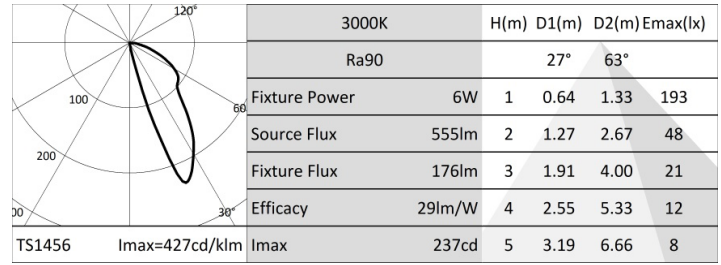 120°
100
60
200
00
30°
TS1456 Imax=427cd/klm
3000K
Ra90
Fixture Power 6W
Source Flux 555lm
Fixture Flux 176lm
Efficacy 29lm/W
Imax 237cd
H(m) D1(m) D2(m) Emax(lx)
27° 63°
1 0.64 1.33 193
2 1.27 2.67 48
3 1.91 4.00 21
4 2.55 5.33 12
5 3.19 6.66 8